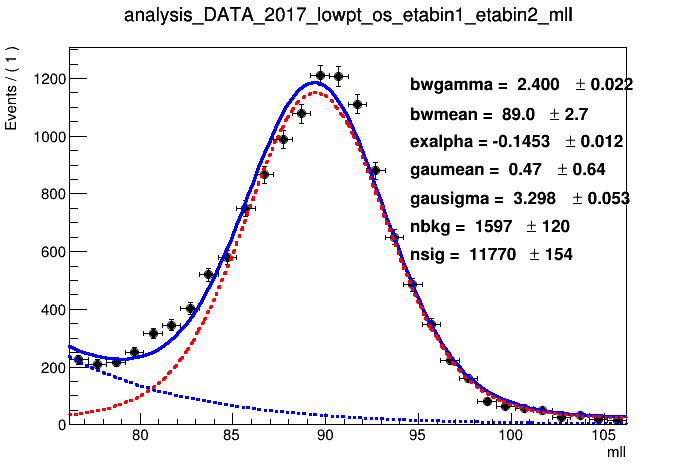 analysis_DATA_2017_lowpt_os_etabin1_etabin2_mll
Events / ( 1 )
1200
1000
800
600
400
200
0
bwgamma = 2.400 ± 0.022
bwmean = 89.0 ± 2.7
exalpha = -0.1453 ± 0.012
gaumean = 0.47 ± 0.64
gausigma = 3.298 ± 0.053
nbkg = 1597 ± 120
nsig = 11770 ± 154
80 85 90 95 100 105
mll